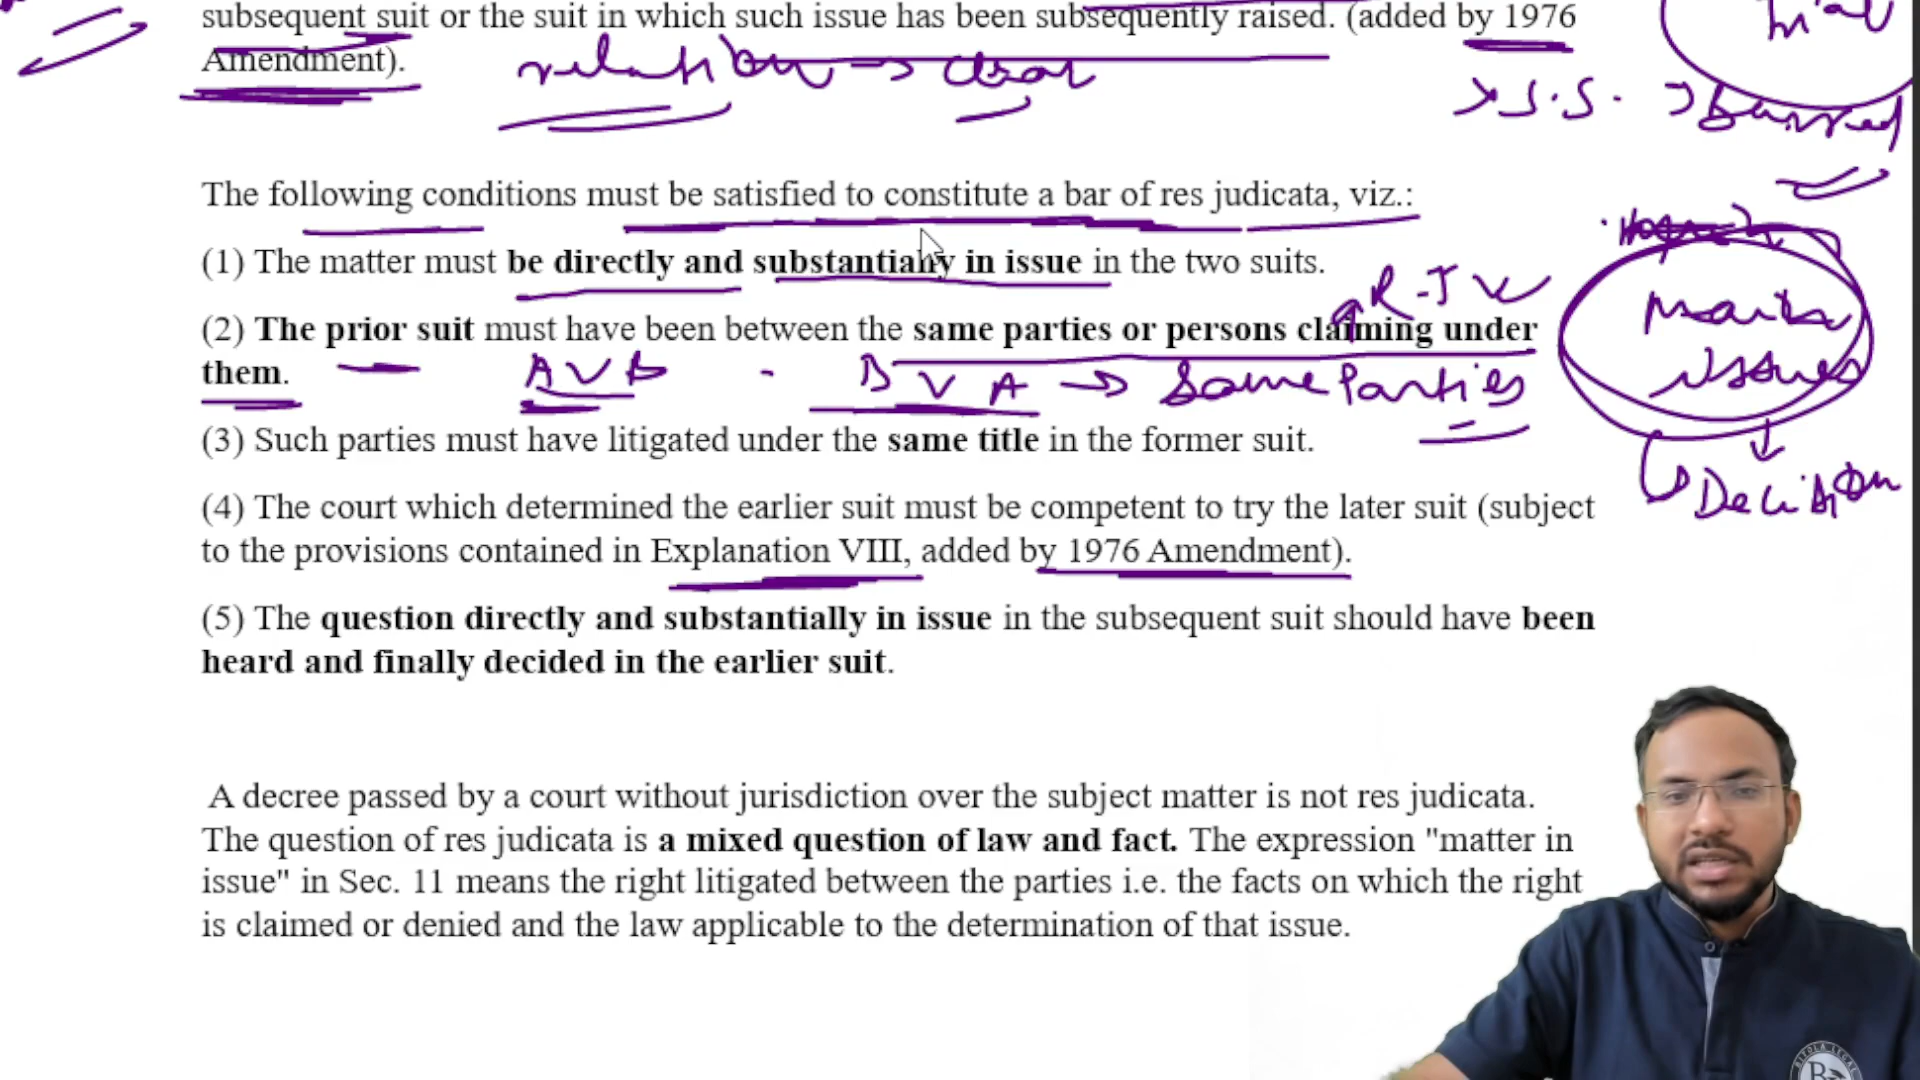 subsequent suit or the suit in which such issue has been subsequently raised. (added by 1976
Amendment).
relation →
S.S. → Barred
The following conditions must be satisfied to constitute a bar of res judicata, viz.:
(1) The matter must be directly and substantially in issue in the two suits.
R-J
(2) The prior suit must have been between the same parties or persons claiming under
them.
A V B - B V A → Same Parties
issues
Decision
(3) Such parties must have litigated under the same title in the former suit.
(4) The court which determined the earlier suit must be competent to try the later suit (subject
to the provisions contained in Explanation VIII, added by 1976 Amendment).
(5) The question directly and substantially in issue in the subsequent suit should have been
heard and finally decided in the earlier suit.
A decree passed by a court without jurisdiction over the subject matter is not res judicata.
The question of res judicata is a mixed question of law and fact. The expression "matter in
issue" in Sec. 11 means the right litigated between the parties i.e. the facts on which the right
is claimed or denied and the law applicable to the determination of that issue.